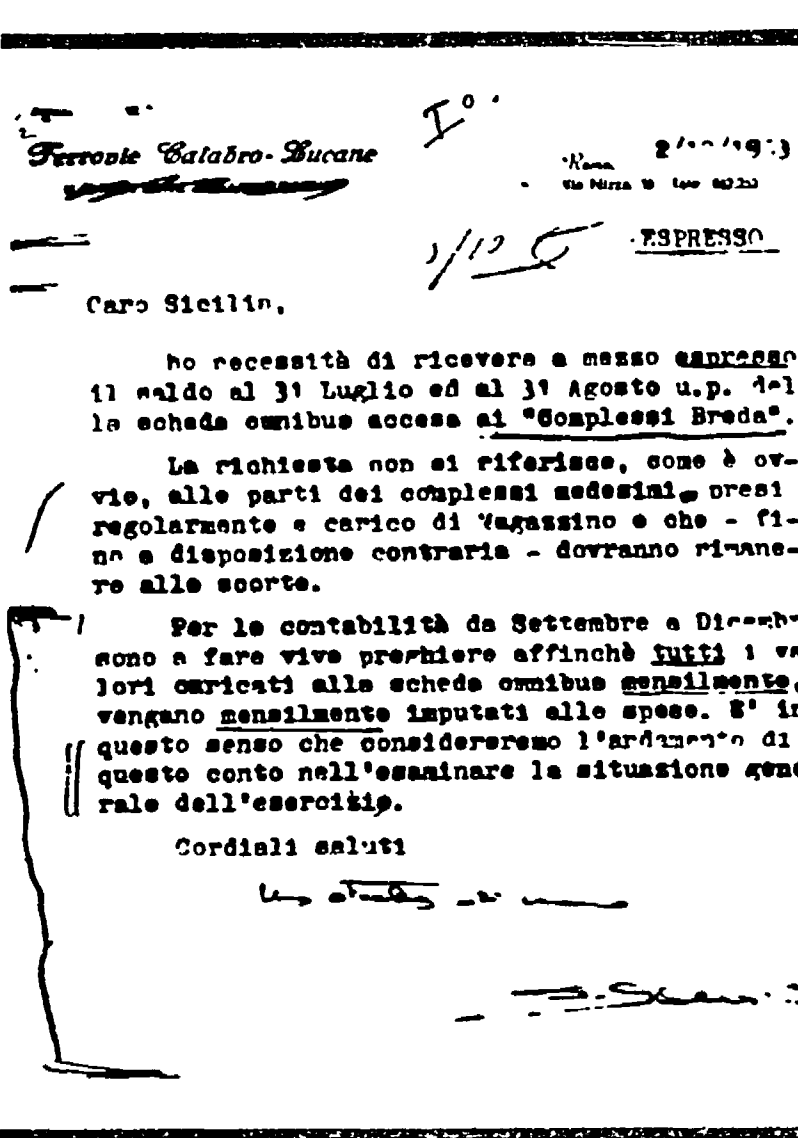 I°.
Ferrovie Calabro-Lucane
Roma
Via Nizza
ESPRESSO
Caro Sicilin,
ho necessità di ricevere a mezzo espresso
il saldo al 31 Luglio ed al 31 Agosto u.p. del
la scheda omnibus accesa ai "Complessi Breda".
La richiesta non si riferisce, come è ov-
vio, alle parti dei complessi medesimi, presi
regolarmente a carico di Magazzino e che - fi-
no a disposizione contraria - dovranno rimane-
re alle scorte.
Per le contabilità da Settembre a Dicemb
sono a fare vive preghiere affinchè tutti i va
lori caricati alla scheda omnibus mensilmente,
vengano mensilmente imputati alle spese. E' in
questo senso che considereremo l'andamento di
questo conto nell'esaminare la situazione gene
rale dell'esercizio.
Cordiali saluti